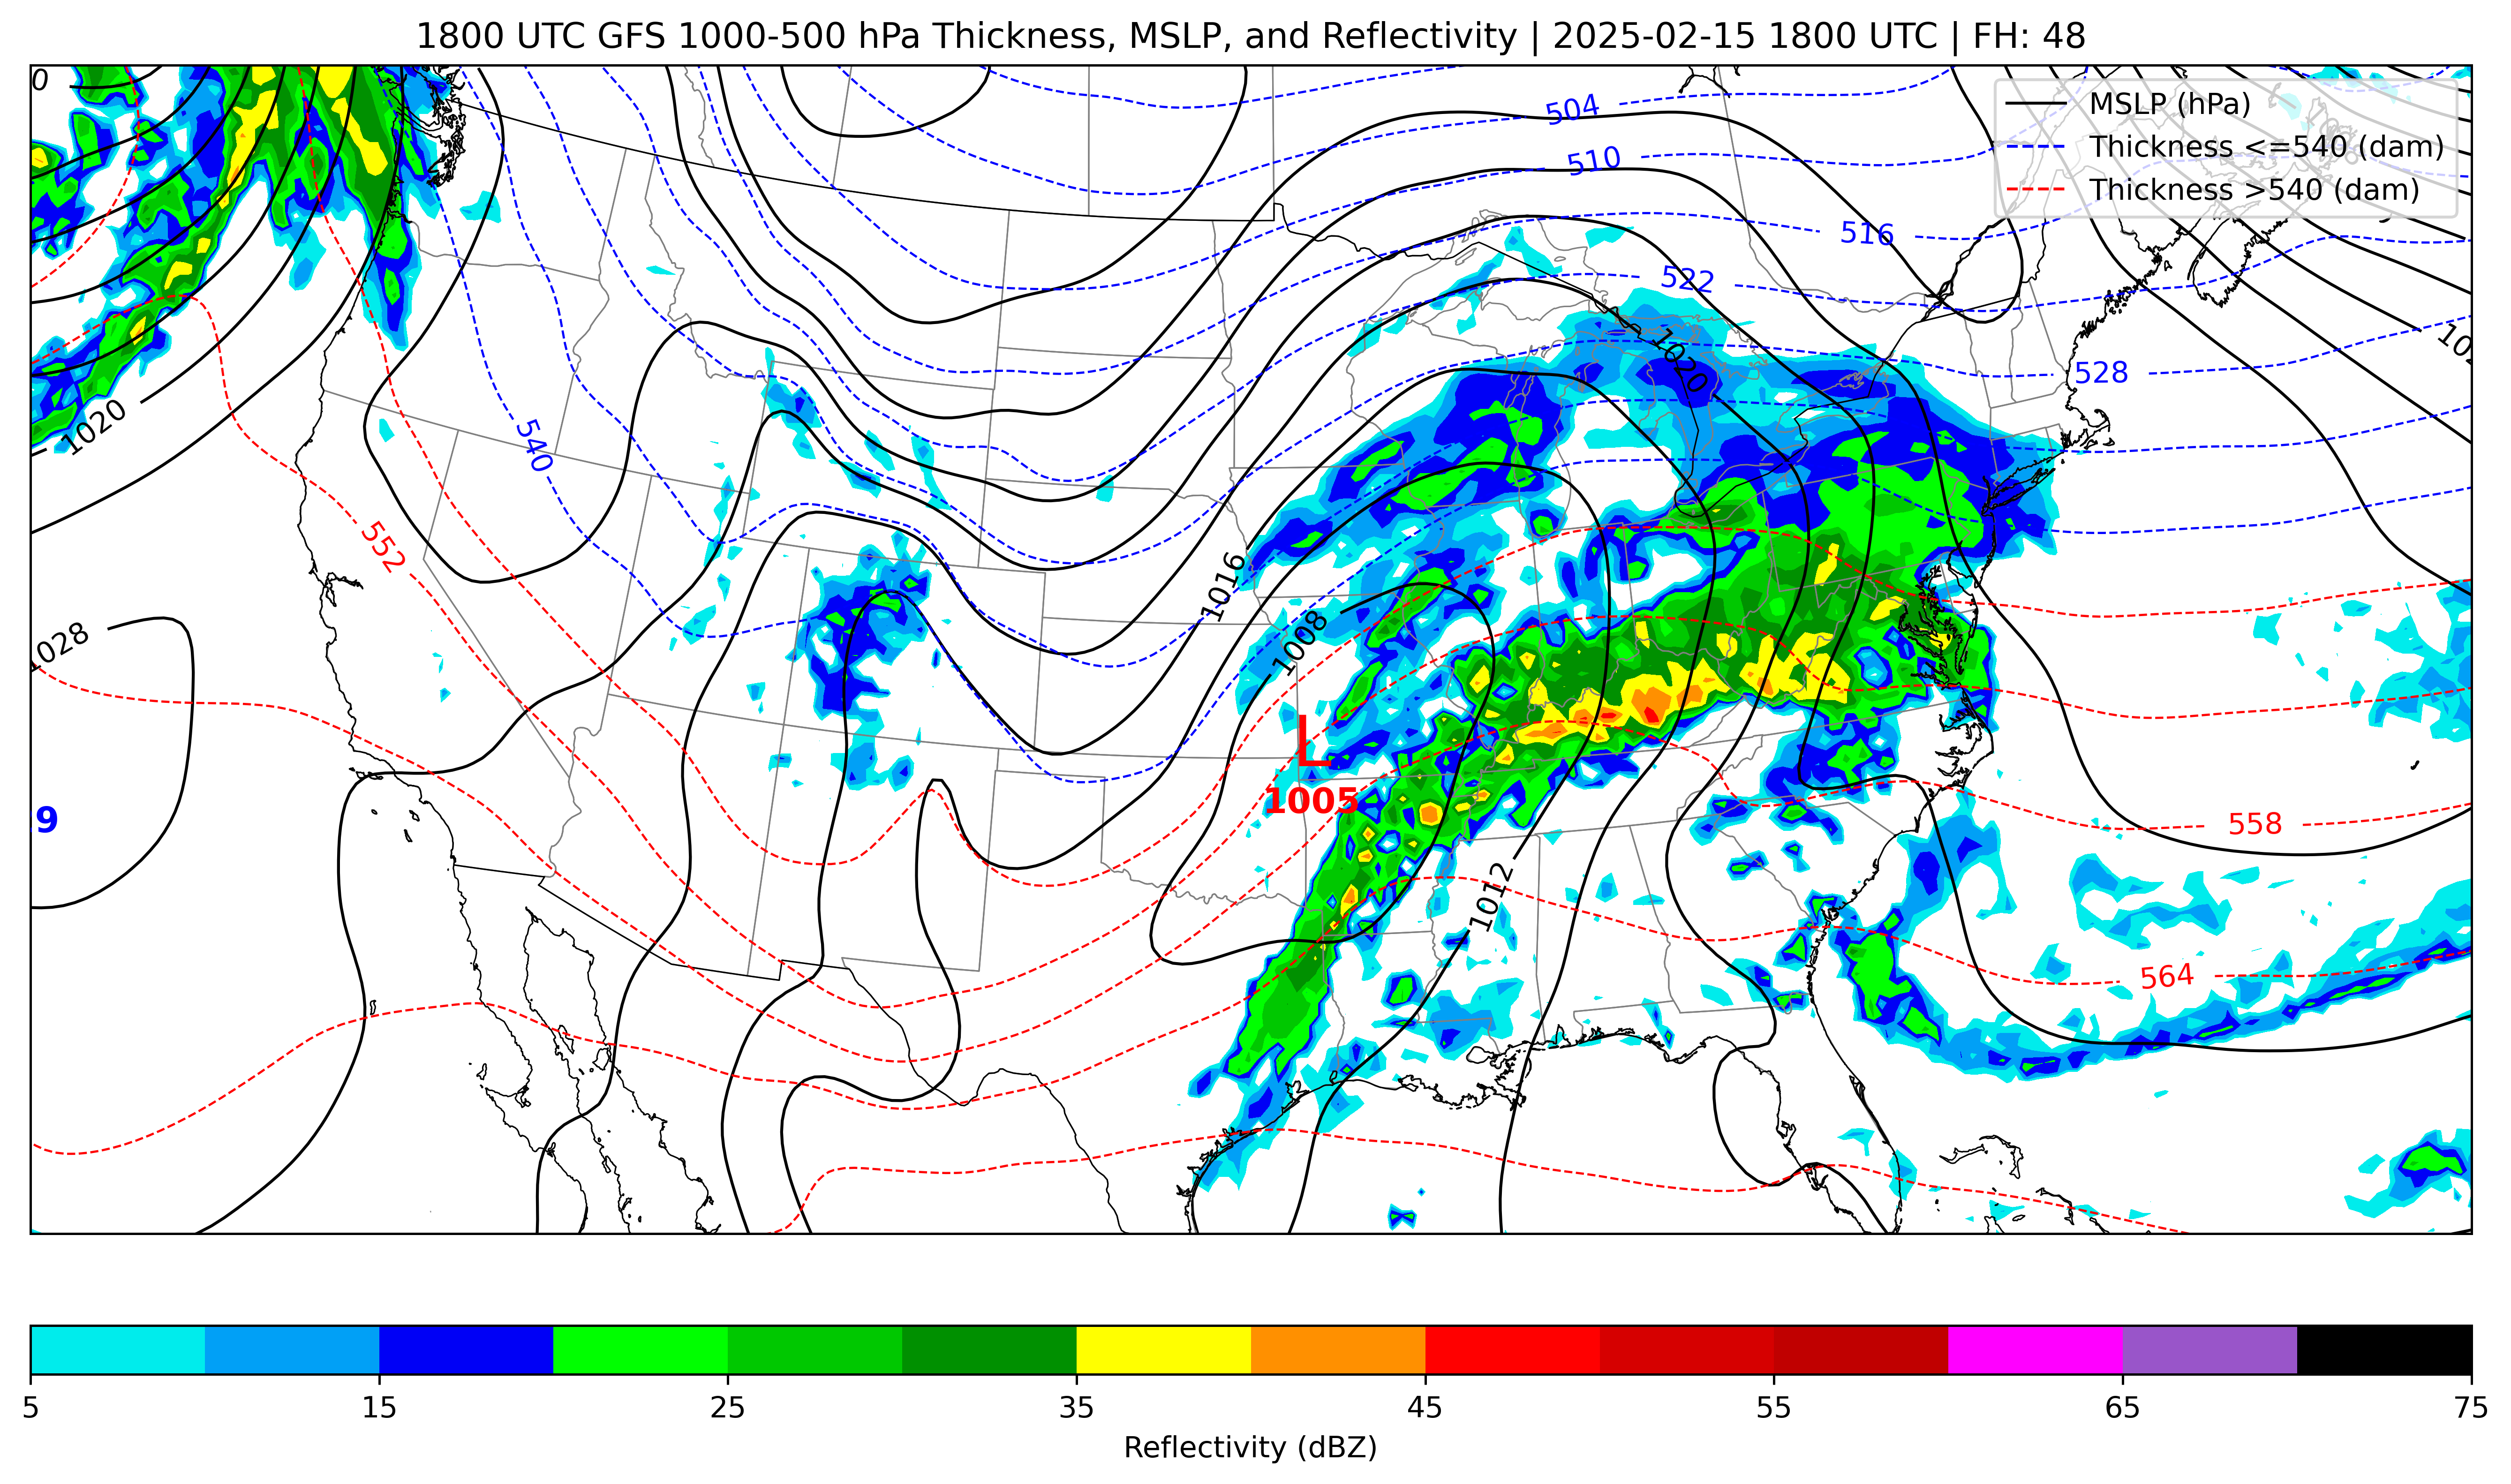 1800 UTC GFS 1000-500 hPa Thickness, MSLP, and Reflectivity | 2025-02-15 1800 UTC | FH: 48
0
MSLP (hPa)
Thickness <=540 (dam)
Thickness >540 (dam)
504
510
516
522
528
1020
1020
540
552
1016
1028
1008
L
1005
9
1012
558
564
5 15 25 35 45 55 65 75
Reflectivity (dBZ)